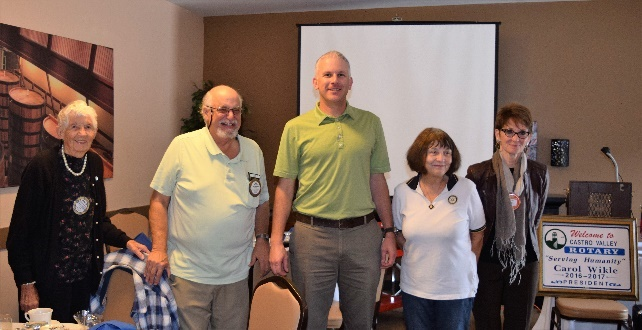 Welcome to
CASTRO VALLEY
ROTARY
"Serving Humanity"
Carol Wikle
2016-2017
PRESIDENT